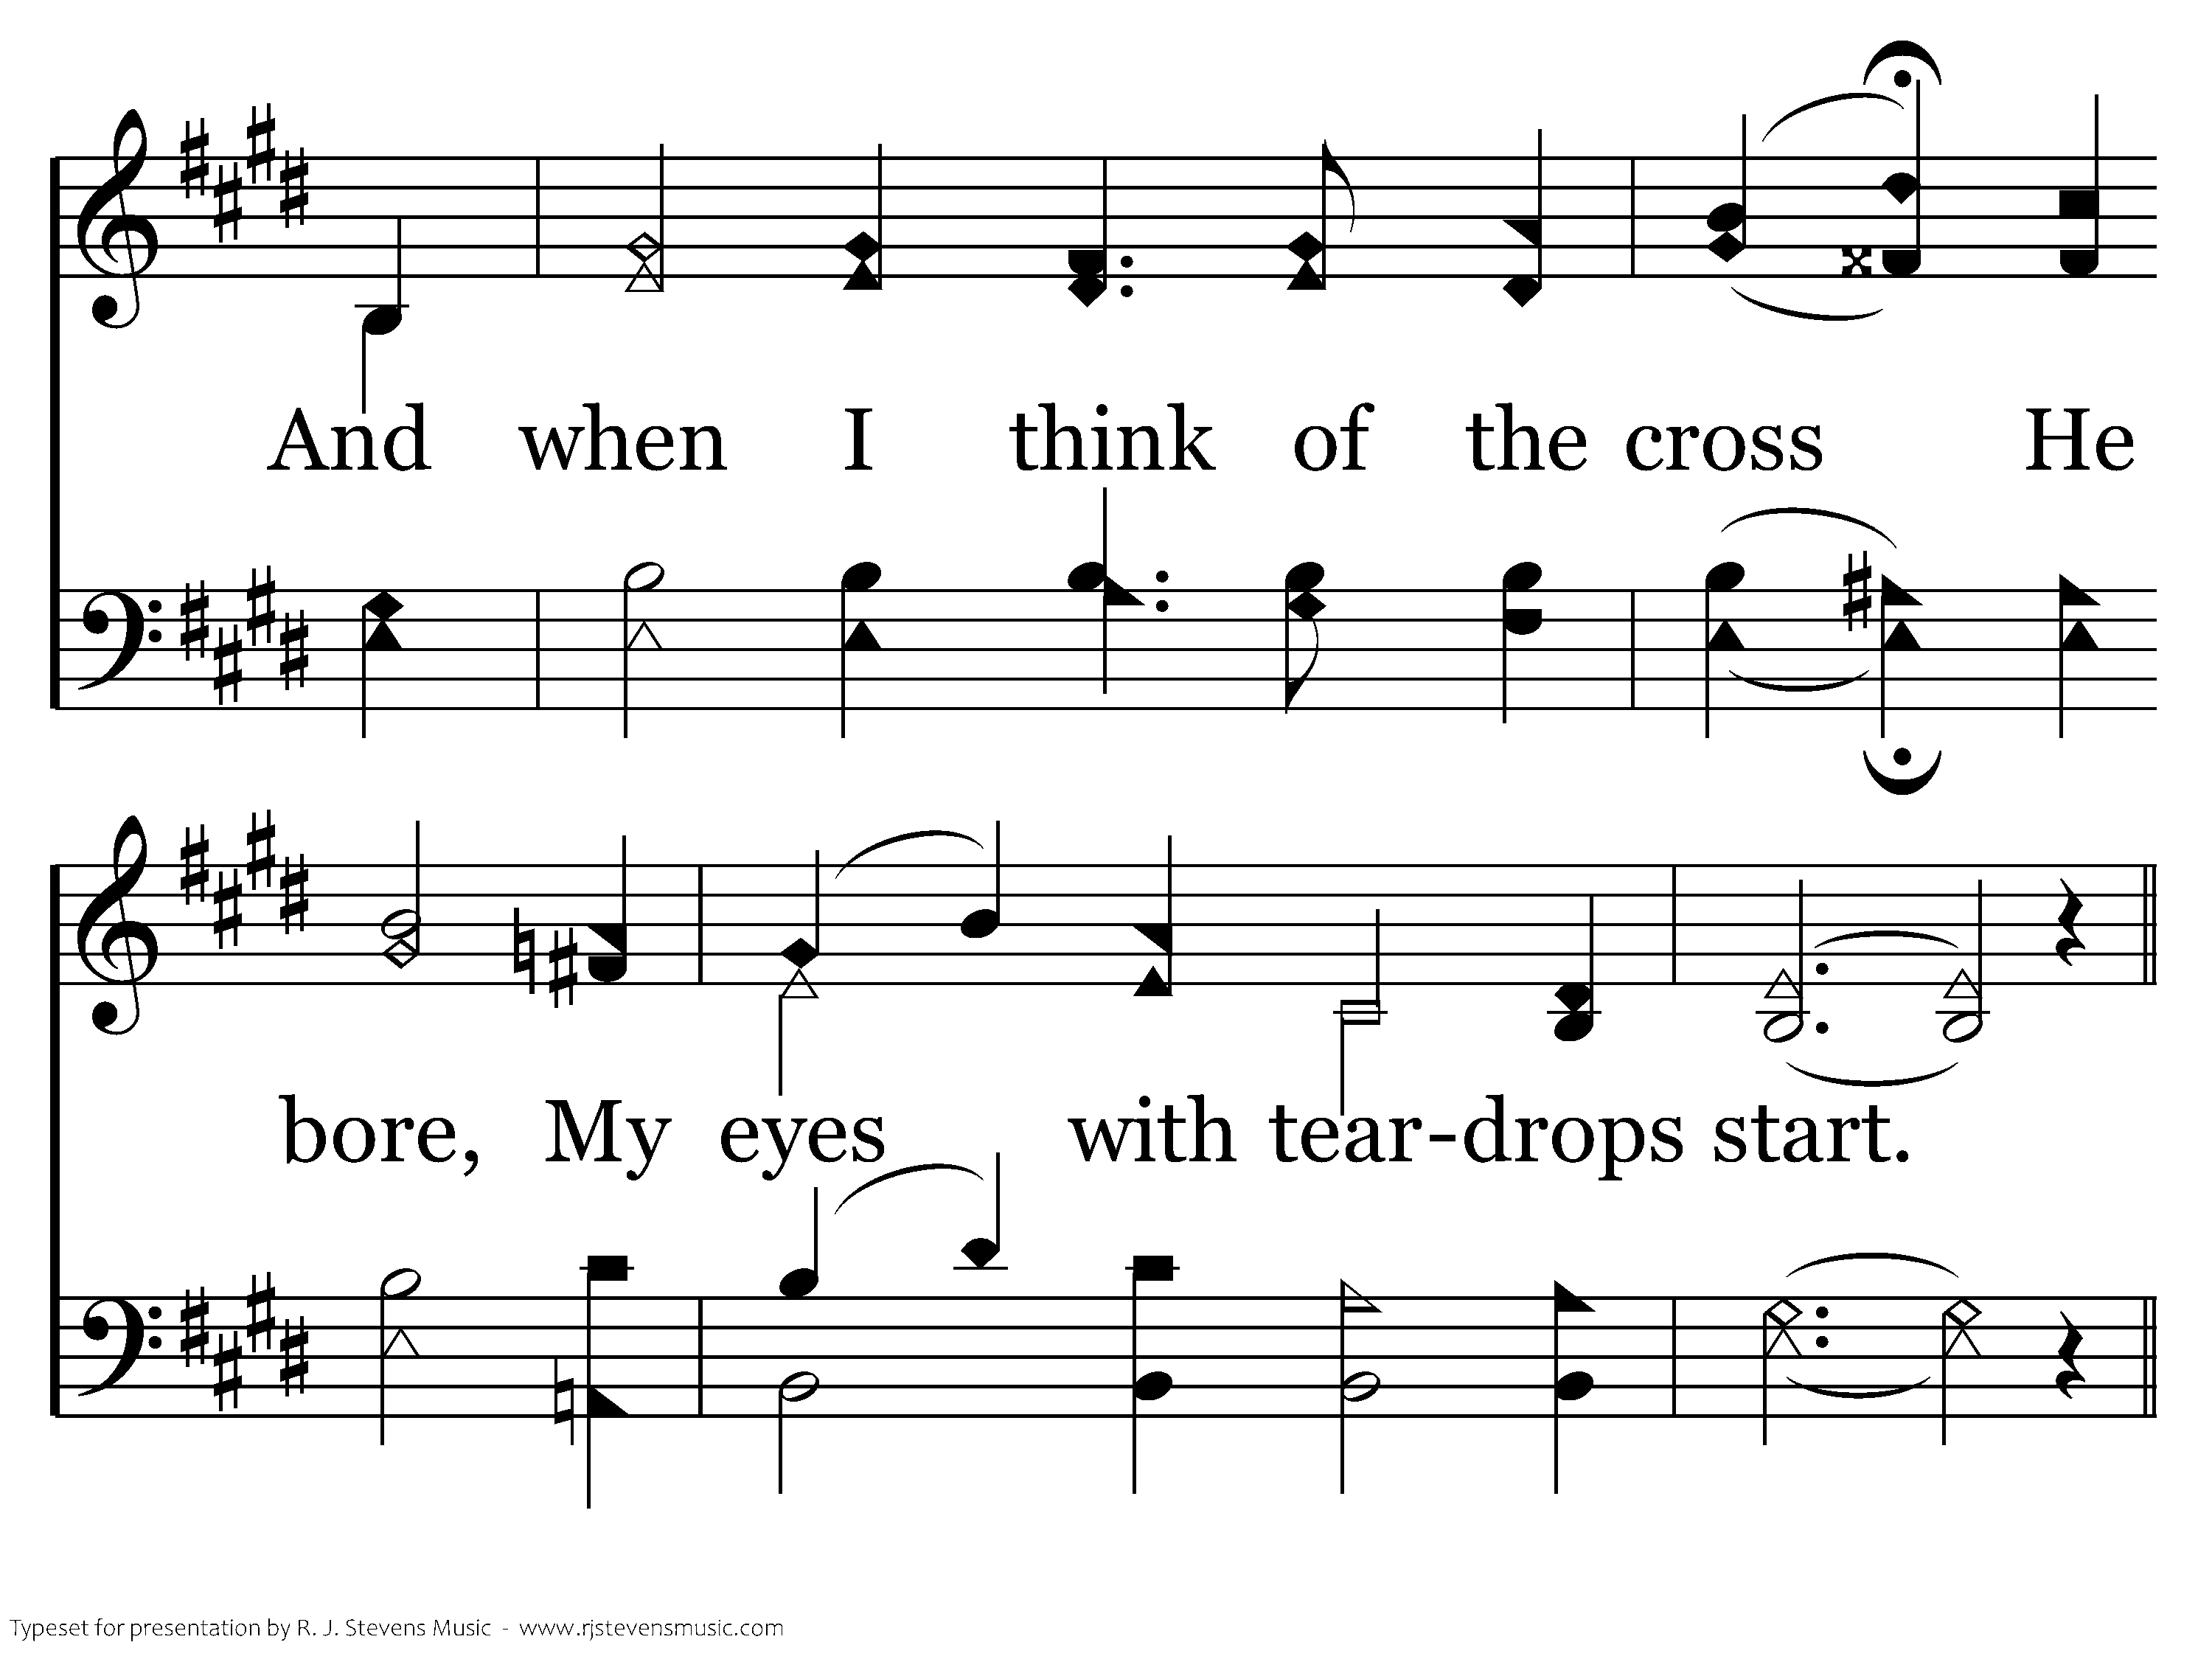 And when I think of the cross He
bore, My eyes with tear-drops start.
Typeset for presentation by R. J. Stevens Music - www.rjstevensmusic.com